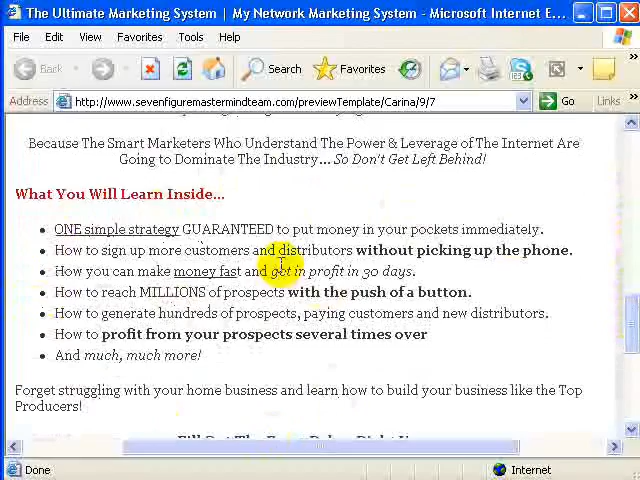 The Ultimate Marketing System | My Network Marketing System - Microsoft Internet E...
File Edit View Favorites Tools Help
Back Search Favorites
Address http://www.sevenfiguremastermindteam.com/previewTemplate/Carina/9/7 Go Links
Because The Smart Marketers Who Understand The Power & Leverage of The Internet Are
Going to Dominate The Industry... So Don't Get Left Behind!
What You Will Learn Inside...
ONE simple strategy GUARANTEED to put money in your pockets immediately.
How to sign up more customers and distributors without picking up the phone.
How you can make money fast and get in profit in 30 days.
How to reach MILLIONS of prospects with the push of a button.
How to generate hundreds of prospects, paying customers and new distributors.
How to profit from your prospects several times over
And much, much more!
Forget struggling with your home business and learn how to build your business like the Top
Producers!
Done Internet